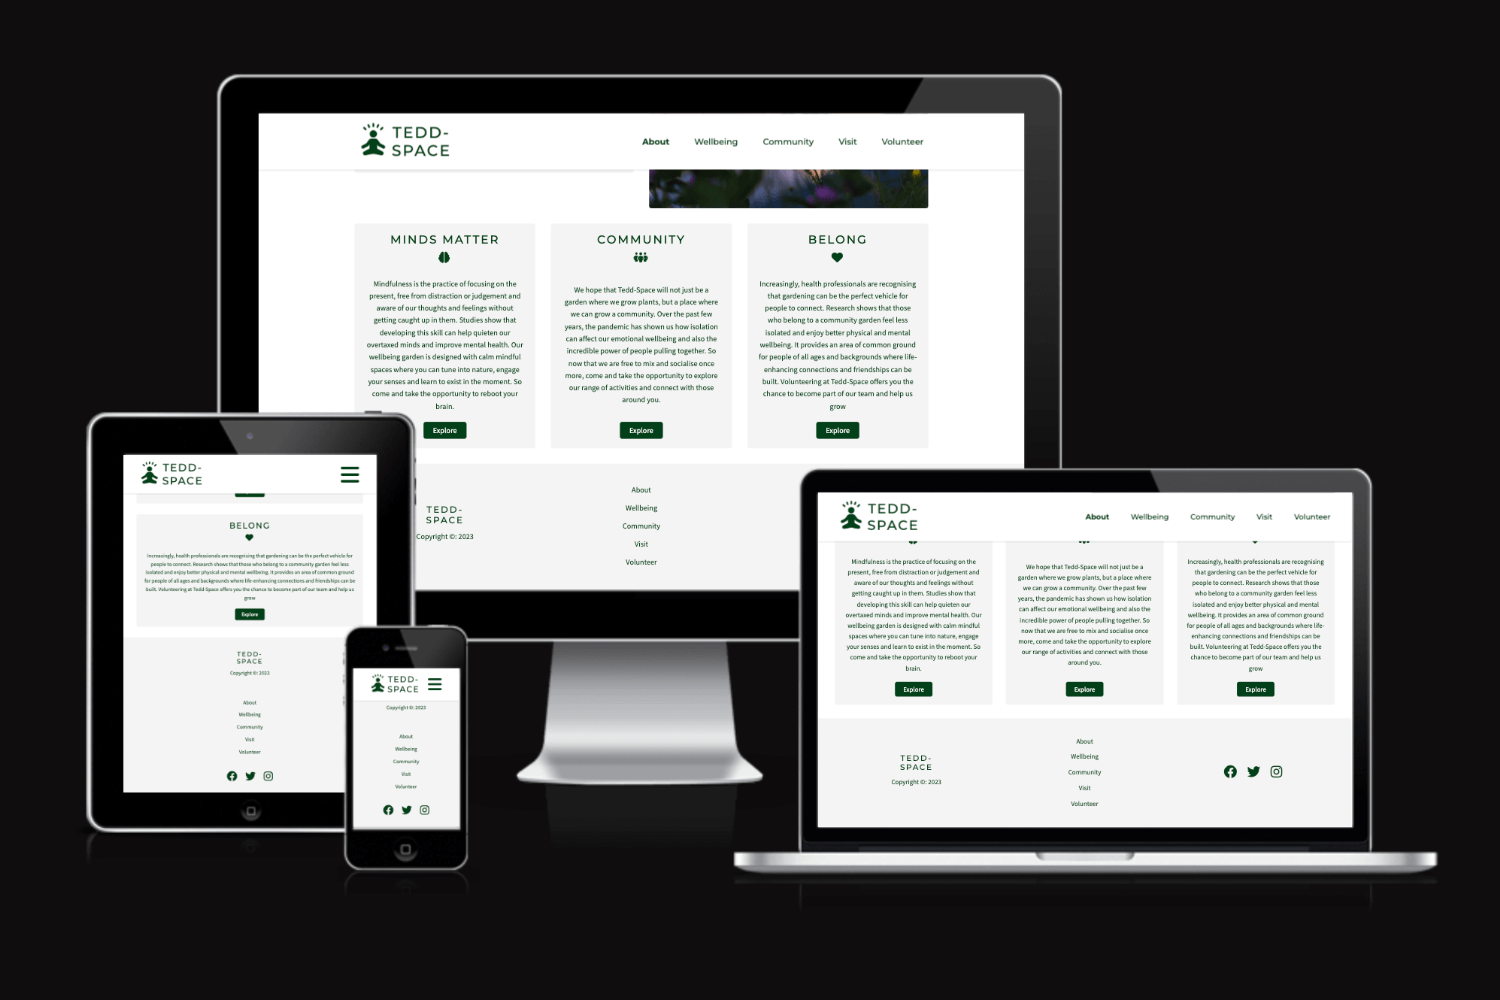 TEDD-
SPACE
About Wellbeing Community Visit Volunteer
MINDS MATTER
Mindfulness is the practice of focusing on the
present, free from distraction or judgement and
aware of our thoughts and feelings without
getting caught up in them. Studies show that
developing this skill can help quieten our
overtaxed minds and improve mental health. Our
wellbeing garden is designed with calm mindful
spaces where you can tune into nature, engage
your senses and learn to exist in the moment. So
come and take the opportunity to reboot your
brain.
Explore
COMMUNITY
We hope that Tedd-Space will not just be a
garden where we grow plants, but a place where
we can grow a community. Over the past few
years, the pandemic has shown us how isolation
can affect our emotional wellbeing and also the
incredible power of people pulling together. So
now that we are free to mix and socialise once
more, come and take the opportunity to explore
our range of activities and connect with those
around you.
Explore
BELONG
Increasingly, health professionals are recognising
that gardening can be the perfect vehicle for
people to connect. Research shows that those
who belong to a community garden feel less
isolated and enjoy better physical and mental
wellbeing. It provides an area of common ground
for people of all ages and backgrounds where life-
enhancing connections and friendships can be
built. Volunteering at Tedd-Space offers you the
chance to become part of our team and help us
grow
Explore
TEDD-
SPACE
Copyright ©: 2023
About
Wellbeing
Community
Visit
Volunteer
TEDD-
SPACE
BELONG
Increasingly, health professionals are recognising that gardening can be the perfect vehicle for
people to connect. Research shows that those who belong to a community garden feel less
isolated and enjoy better physical and mental wellbeing. It provides an area of common ground
for people of all ages and backgrounds where life-enhancing connections and friendships can be
built. Volunteering at Tedd-Space offers you the chance to become part of our team and help us
grow
Explore
TEDD-
SPACE
Copyright ©: 2023
About
Wellbeing
Community
Visit
Volunteer
TEDD-
SPACE
Copyright ©: 2023
About
Wellbeing
Community
Visit
Volunteer
TEDD-
SPACE
About Wellbeing Community Visit Volunteer
Mindfulness is the practice of focusing on the
present, free from distraction or judgement and
aware of our thoughts and feelings without
getting caught up in them. Studies show that
developing this skill can help quieten our
overtaxed minds and improve mental health. Our
wellbeing garden is designed with calm mindful
spaces where you can tune into nature, engage
your senses and learn to exist in the moment. So
come and take the opportunity to reboot your
brain.
Explore
We hope that Tedd-Space will not just be a
garden where we grow plants, but a place where
we can grow a community. Over the past few
years, the pandemic has shown us how isolation
can affect our emotional wellbeing and also the
incredible power of people pulling together. So
now that we are free to mix and socialise once
more, come and take the opportunity to explore
our range of activities and connect with those
around you.
Explore
Increasingly, health professionals are recognising
that gardening can be the perfect vehicle for
people to connect. Research shows that those
who belong to a community garden feel less
isolated and enjoy better physical and mental
wellbeing. It provides an area of common ground
for people of all ages and backgrounds where life-
enhancing connections and friendships can be
built. Volunteering at Tedd-Space offers you the
chance to become part of our team and help us
grow
Explore
TEDD-
SPACE
Copyright ©: 2023
About
Wellbeing
Community
Visit
Volunteer